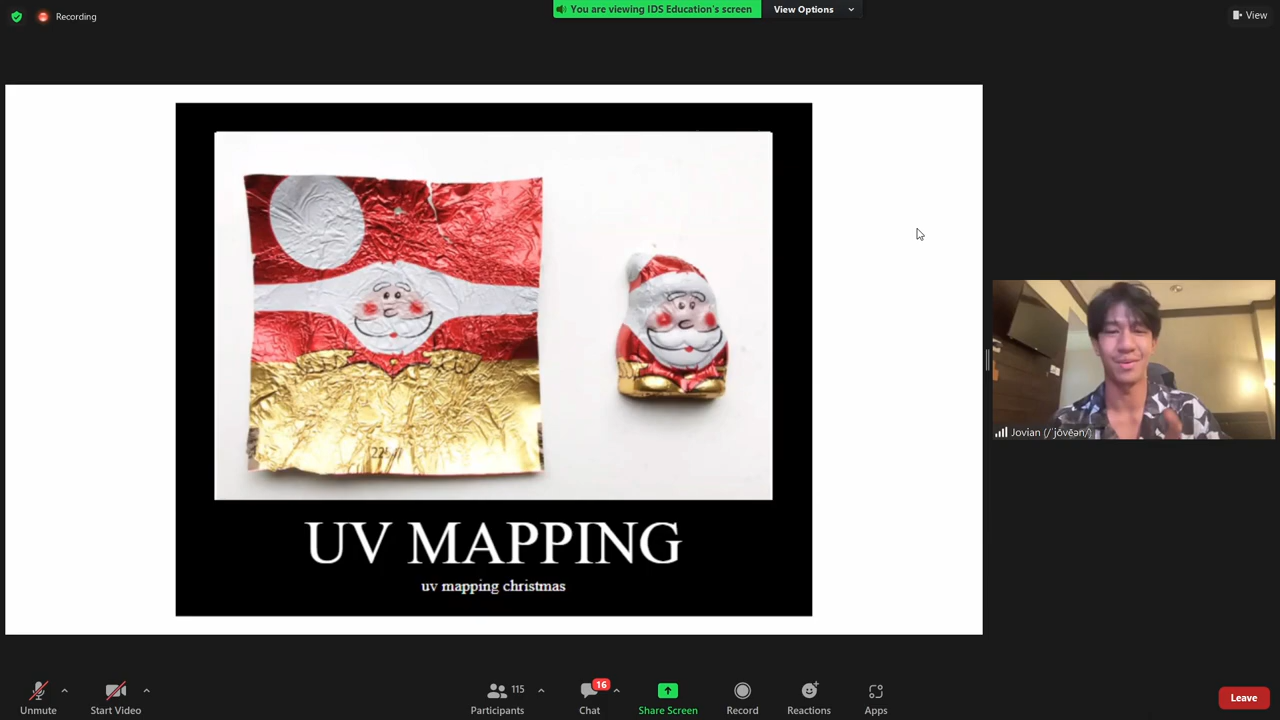 Recording
You are viewing IDS Education's screen
View Options
View
UV MAPPING
uv mapping christmas
Jovian (/ˈjōvēən/)
Unmute
Start Video
115
Participants
16
Chat
Share Screen
Record
Reactions
Apps
Leave